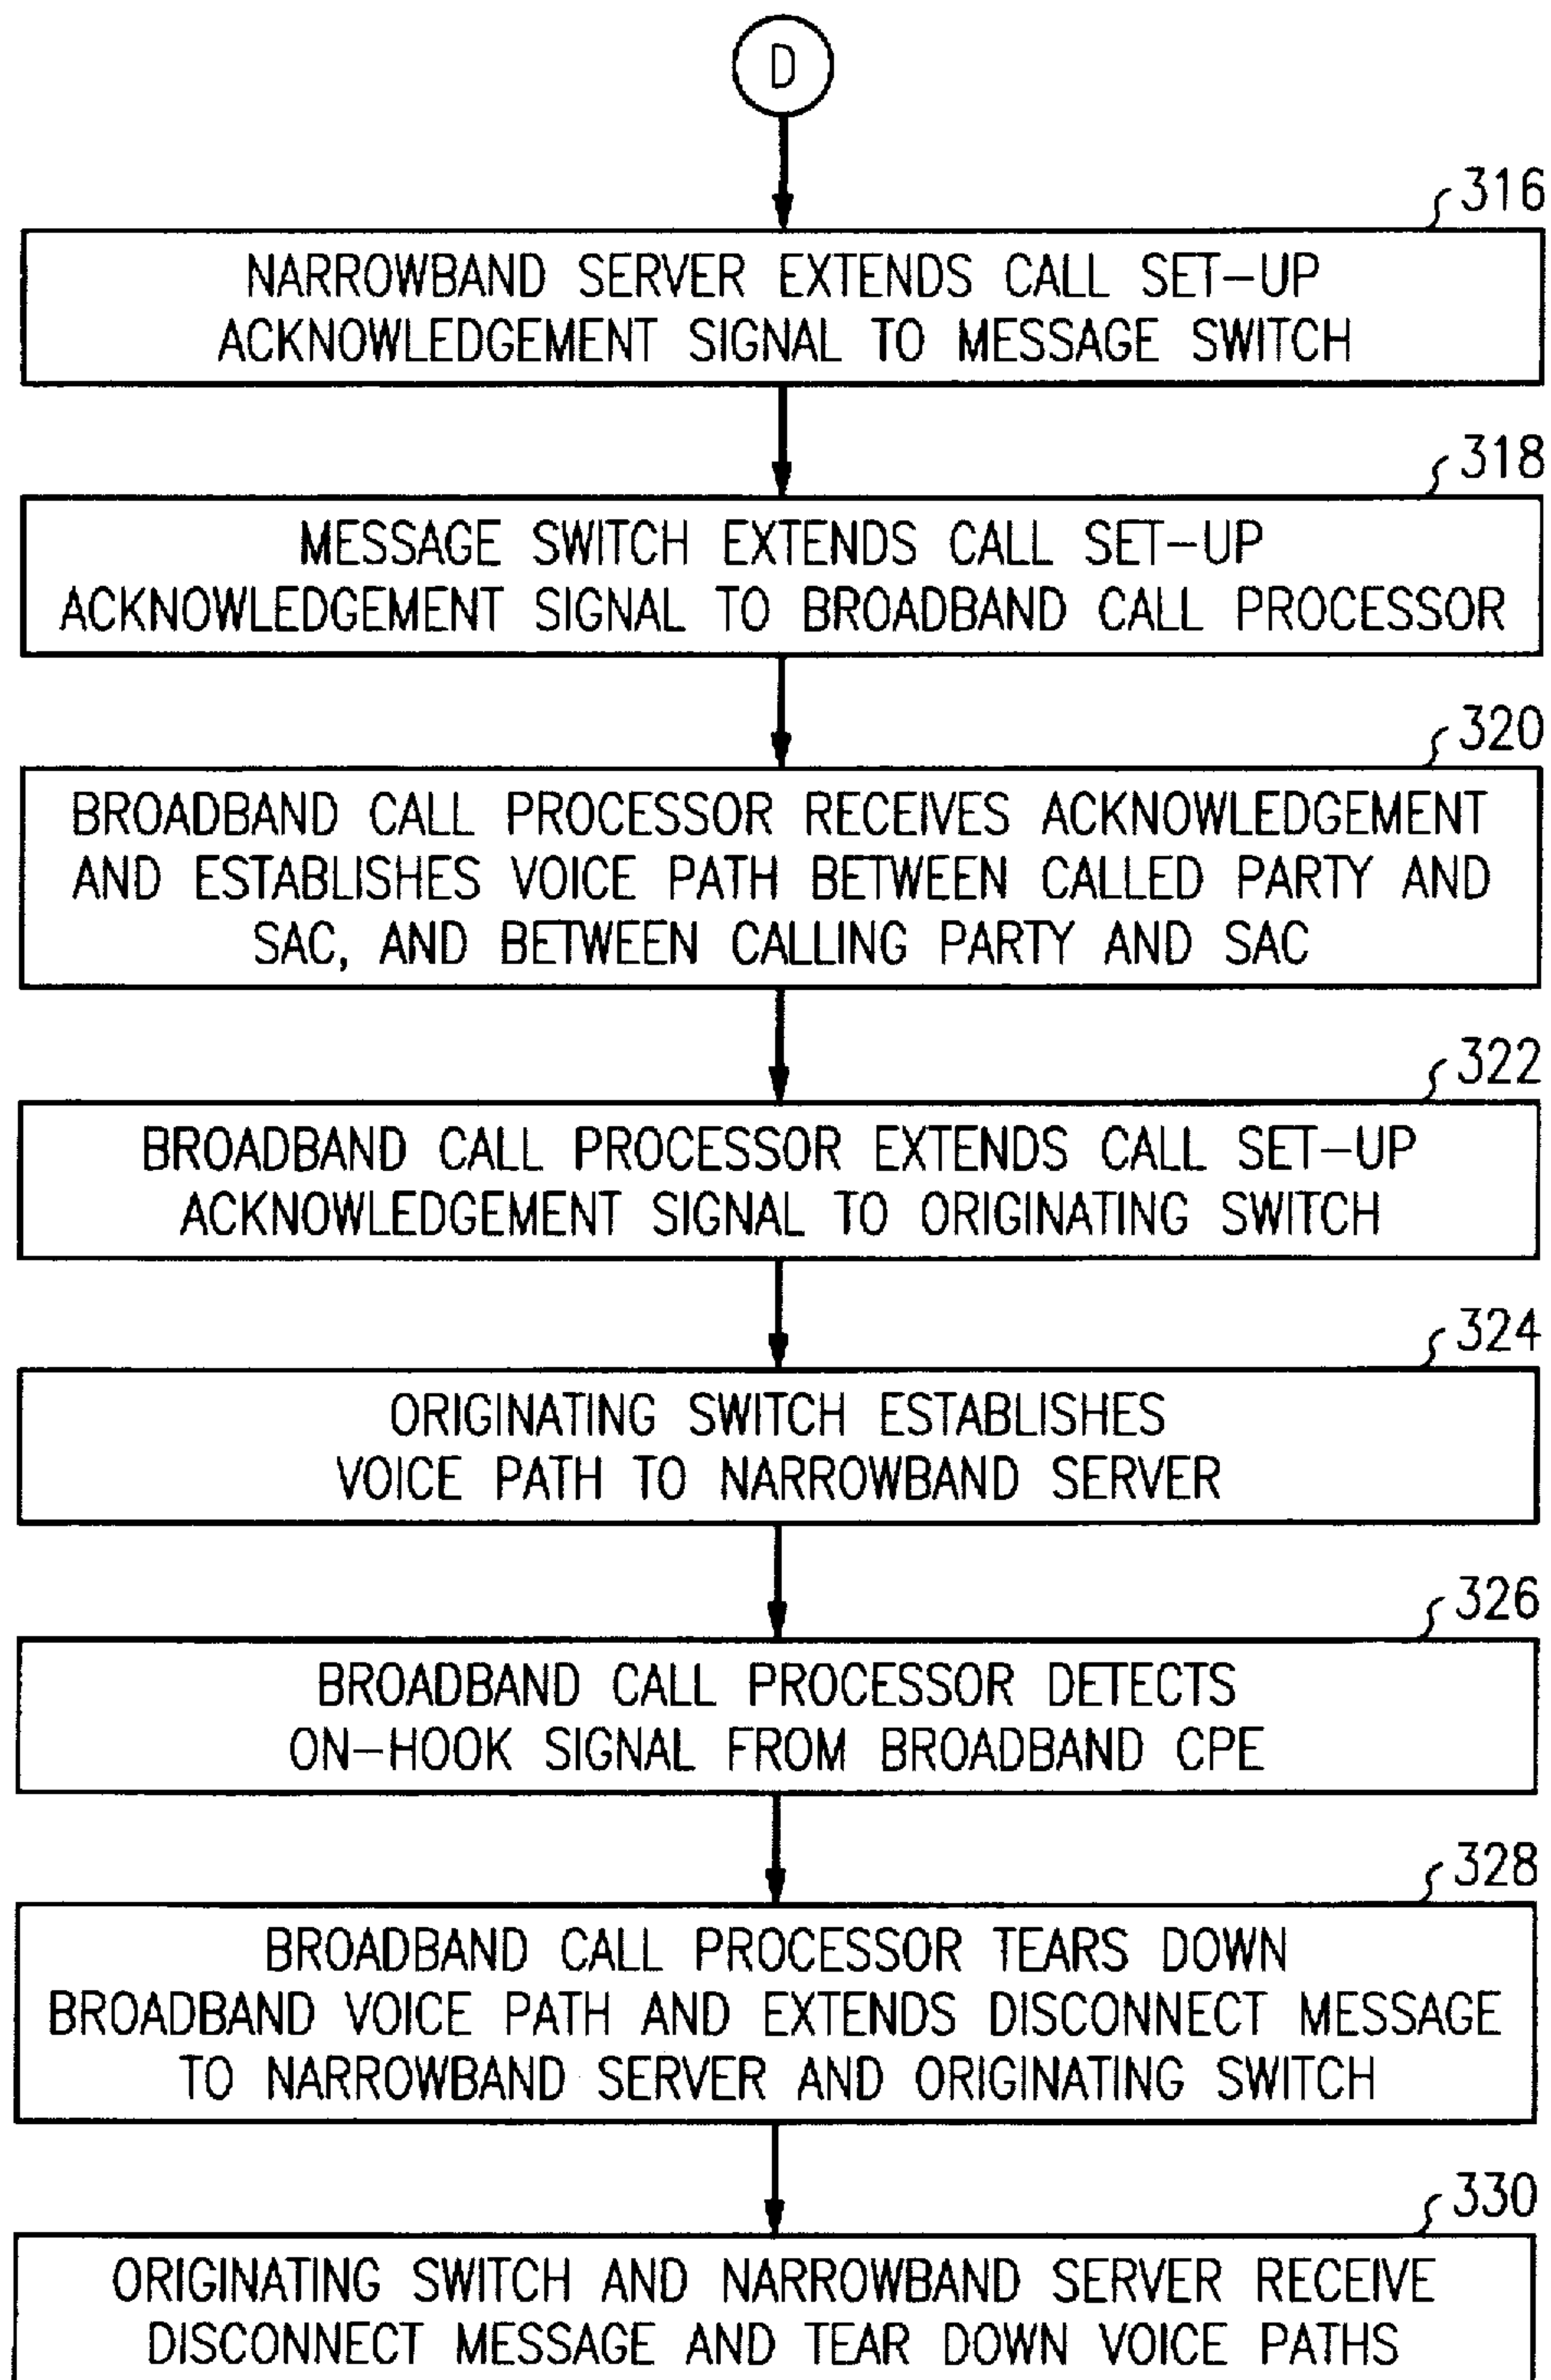 D
316
NARROWBAND SERVER EXTENDS CALL SET-UP
ACKNOWLEDGEMENT SIGNAL TO MESSAGE SWITCH
318
MESSAGE SWITCH EXTENDS CALL SET-UP
ACKNOWLEDGEMENT SIGNAL TO BROADBAND CALL PROCESSOR
320
BROADBAND CALL PROCESSOR RECEIVES ACKNOWLEDGEMENT
AND ESTABLISHES VOICE PATH BETWEEN CALLED PARTY AND
SAC, AND BETWEEN CALLING PARTY AND SAC
322
BROADBAND CALL PROCESSOR EXTENDS CALL SET-UP
ACKNOWLEDGEMENT SIGNAL TO ORIGINATING SWITCH
324
ORIGINATING SWITCH ESTABLISHES
VOICE PATH TO NARROWBAND SERVER
326
BROADBAND CALL PROCESSOR DETECTS
ON-HOOK SIGNAL FROM BROADBAND CPE
328
BROADBAND CALL PROCESSOR TEARS DOWN
BROADBAND VOICE PATH AND EXTENDS DISCONNECT MESSAGE
TO NARROWBAND SERVER AND ORIGINATING SWITCH
330
ORIGINATING SWITCH AND NARROWBAND SERVER RECEIVE
DISCONNECT MESSAGE AND TEAR DOWN VOICE PATHS